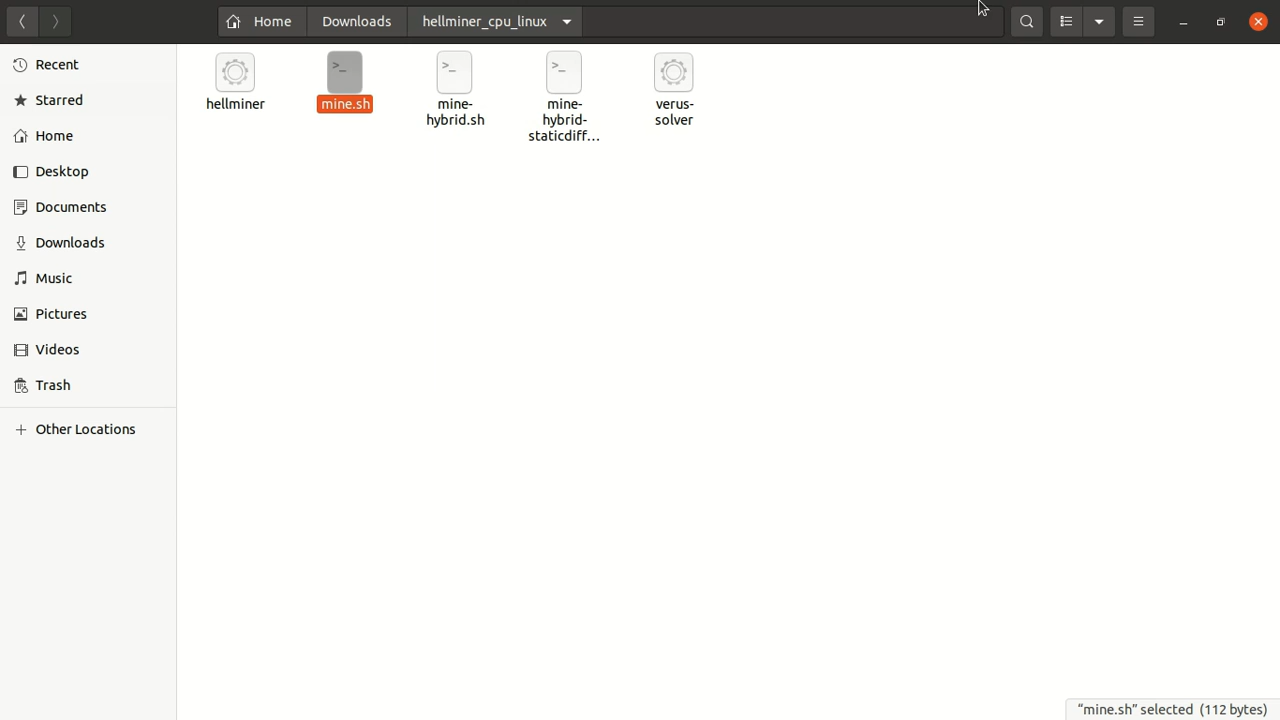 Home Downloads hellminer_cpu_linux
Recent
Starred
Home
Desktop
Documents
Downloads
Music
Pictures
Videos
Trash
Other Locations
hellminer
mine.sh
mine-
hybrid.sh
mine-
hybrid-
staticdiff…
verus-
solver
“mine.sh” selected (112 bytes)